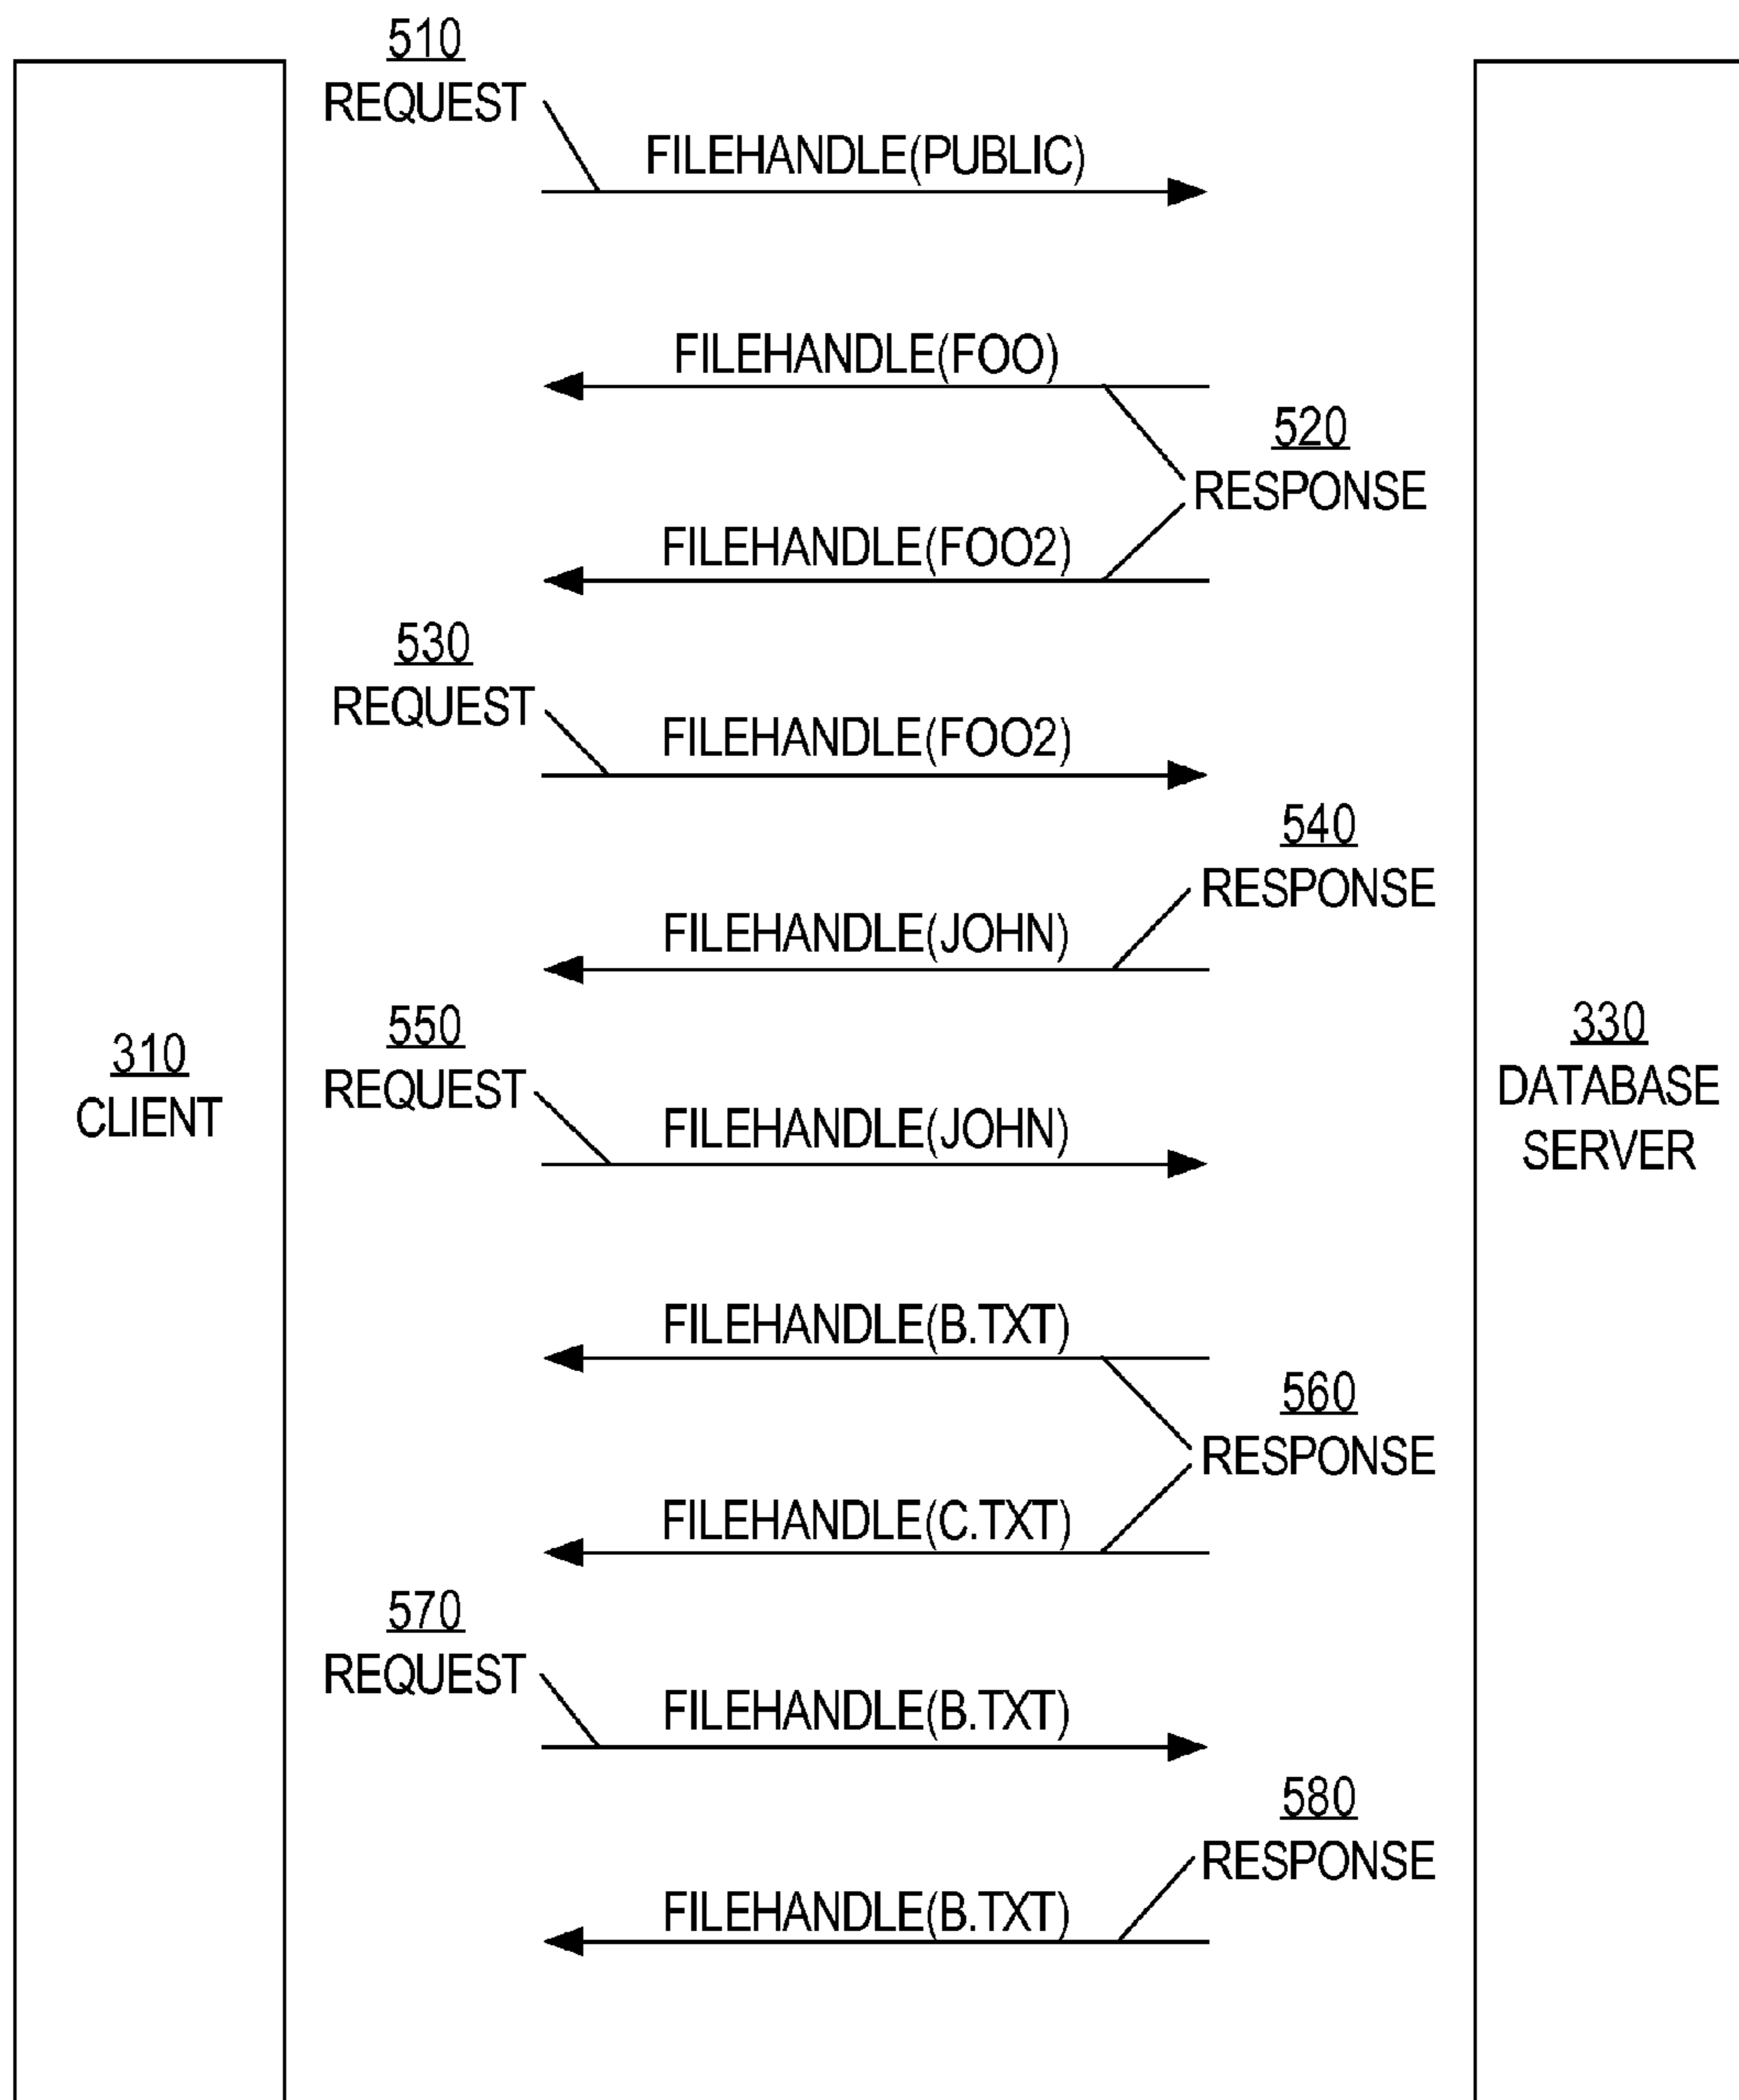 510
REQUEST
FILEHANDLE(PUBLIC)
FILEHANDLE(FOO)
520
RESPONSE
FILEHANDLE(FOO2)
530
REQUEST
FILEHANDLE(FOO2)
540
RESPONSE
FILEHANDLE(JOHN)
310
CLIENT
550
REQUEST
FILEHANDLE(JOHN)
330
DATABASE
SERVER
FILEHANDLE(B.TXT)
560
RESPONSE
FILEHANDLE(C.TXT)
570
REQUEST
FILEHANDLE(B.TXT)
580
RESPONSE
FILEHANDLE(B.TXT)